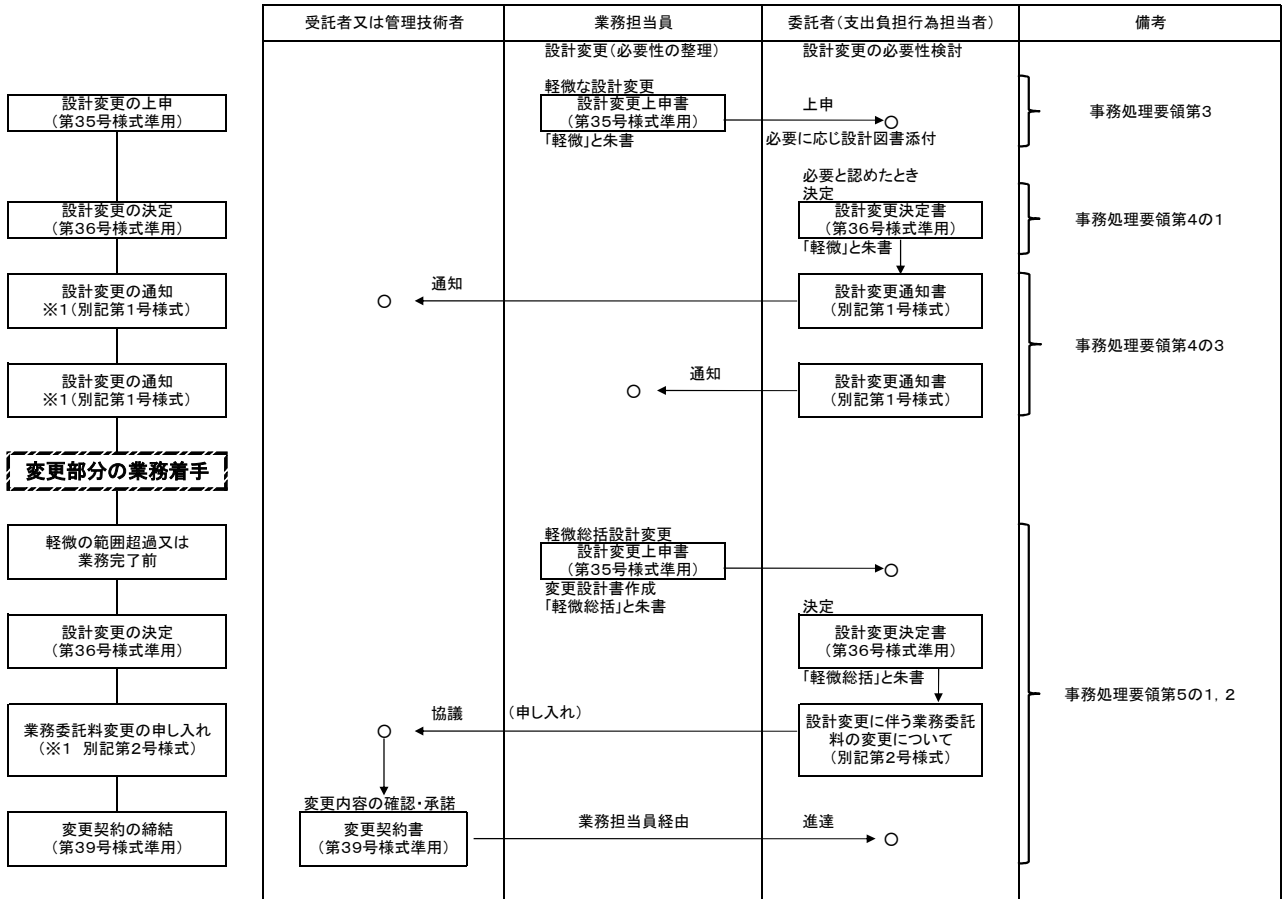 受託者又は管理技術者
業務担当員
委託者(支出負担行為担当者)
備考
設計変更(必要性の整理)
設計変更の必要性検討
設計変更の上申
(第35号様式準用)
軽微な設計変更
設計変更上申書
(第35号様式準用)
「軽微」と朱書
上申
必要に応じ設計図書添付
事務処理要領第3
設計変更の決定
(第36号様式準用)
必要と認めたとき
決定
設計変更決定書
(第36号様式準用)
「軽微」と朱書
事務処理要領第4の1
設計変更の通知
※1(別記第1号様式)
通知
設計変更通知書
(別記第1号様式)
事務処理要領第4の3
設計変更の通知
※1(別記第1号様式)
通知
設計変更通知書
(別記第1号様式)
変更部分の業務着手
軽微の範囲超過又は
業務完了前
軽微総括設計変更
設計変更上申書
(第35号様式準用)
変更設計書作成
「軽微総括」と朱書
設計変更の決定
(第36号様式準用)
決定
設計変更決定書
(第36号様式準用)
「軽微総括」と朱書
事務処理要領第5の1,2
業務委託料変更の申し入れ
(※1 別記第2号様式)
協議
(申し入れ)
設計変更に伴う業務委託
料の変更について
(別記第2号様式)
変更契約の締結
(第39号様式準用)
変更内容の確認・承諾
変更契約書
(第39号様式準用)
業務担当員経由
進達